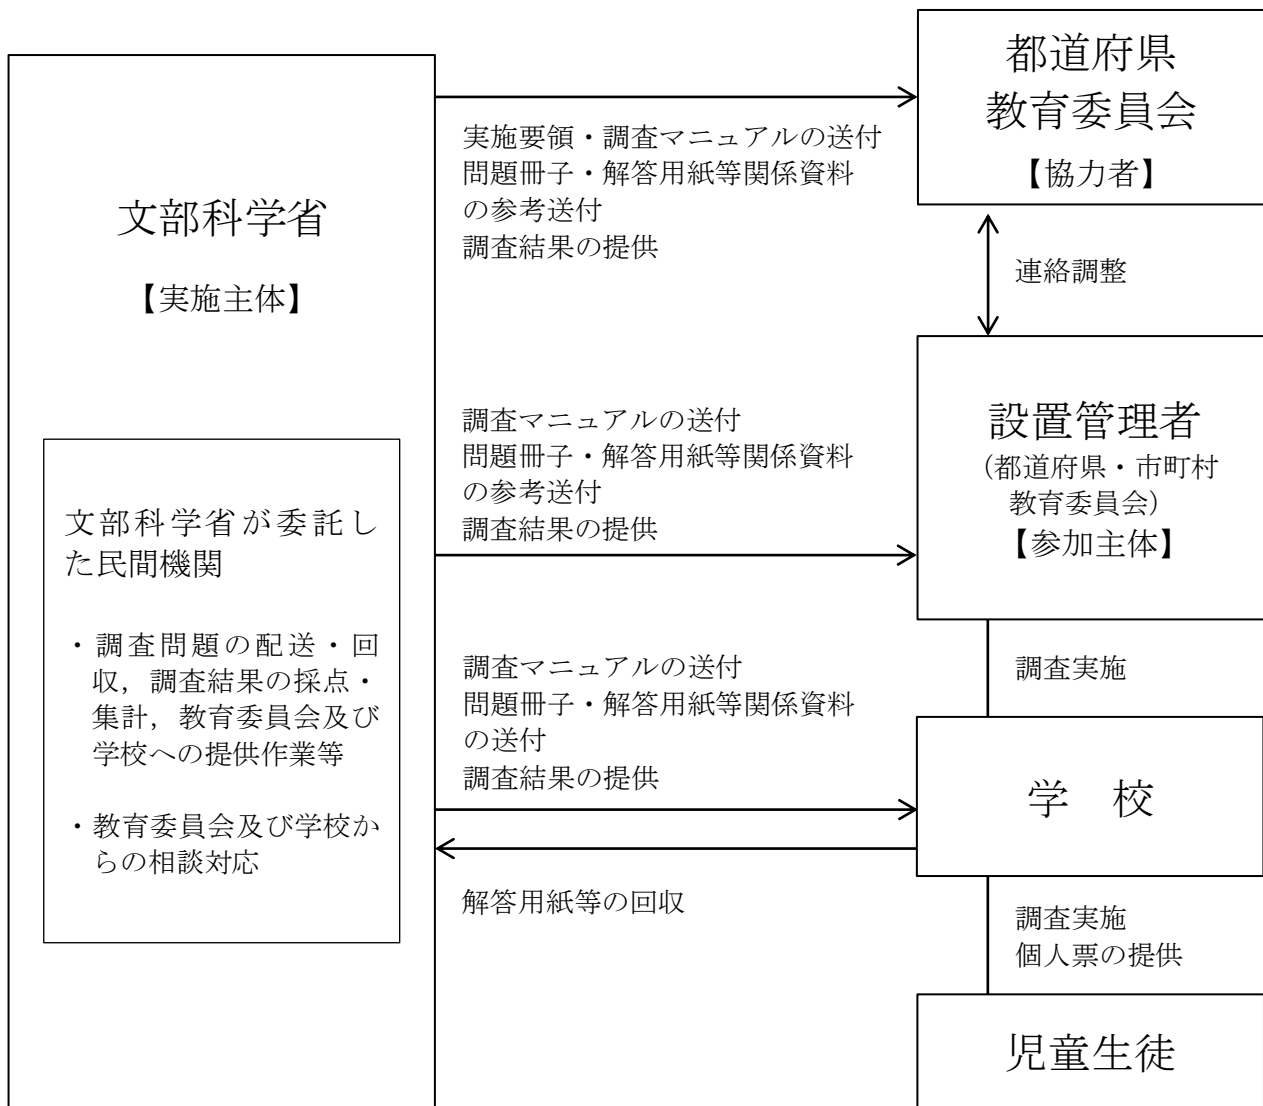 文部科学省
【実施主体】
文部科学省が委託し
た民間機関
・調査問題の配送・回
収，調査結果の採点・
集計，教育委員会及び
学校への提供作業等
・教育委員会及び学校か
らの相談対応
実施要領・調査マニュアルの送付
問題冊子・解答用紙等関係資料
の参考送付
調査結果の提供
調査マニュアルの送付
問題冊子・解答用紙等関係資料
の参考送付
調査結果の提供
調査マニュアルの送付
問題冊子・解答用紙等関係資料
の送付
調査結果の提供
解答用紙等の回収
都道府県
教育委員会
【協力者】
連絡調整
設置管理者
（都道府県・市町村
教育委員会）
【参加主体】
調査実施
学　校
調査実施
個人票の提供
児童生徒